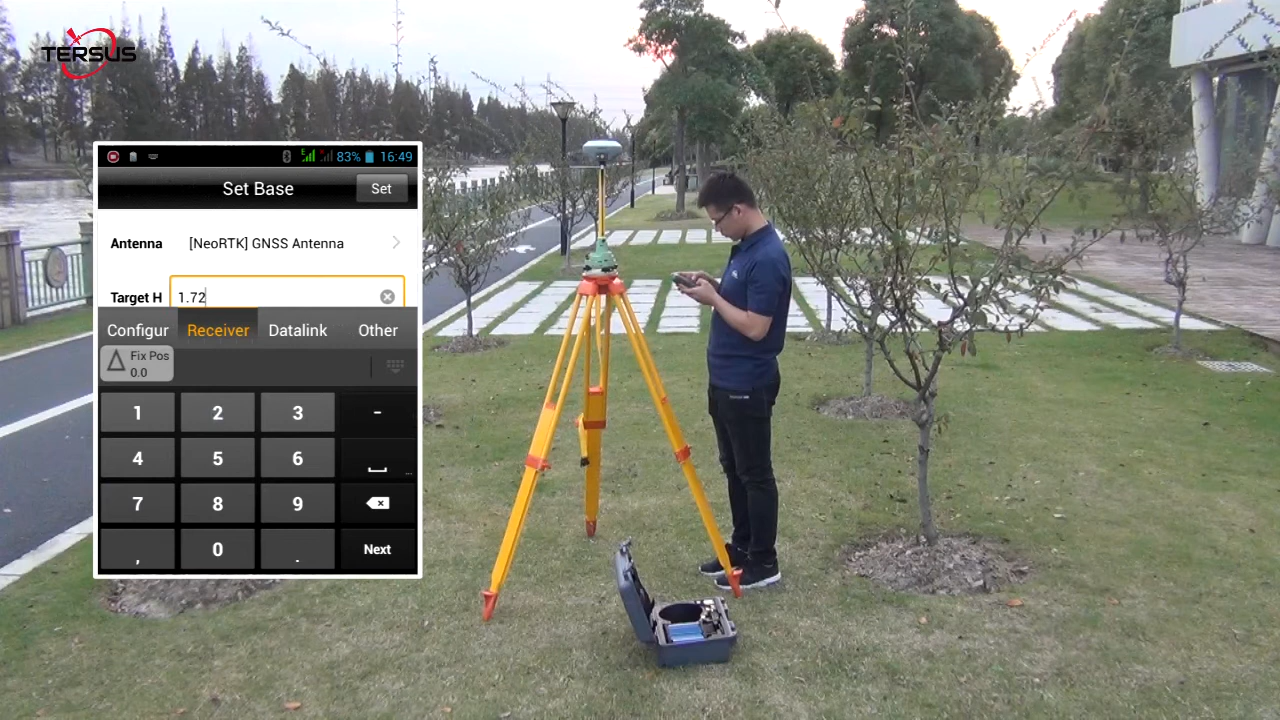 TERSUS
E 83% 16:49
Set Base Set
Antenna [NeoRTK] GNSS Antenna
Target H 1.72
Configur Receiver Datalink Other
Fix Pos
0.0
1 2 3 -
4 5 6 ...
7 8 9
, 0 . Next